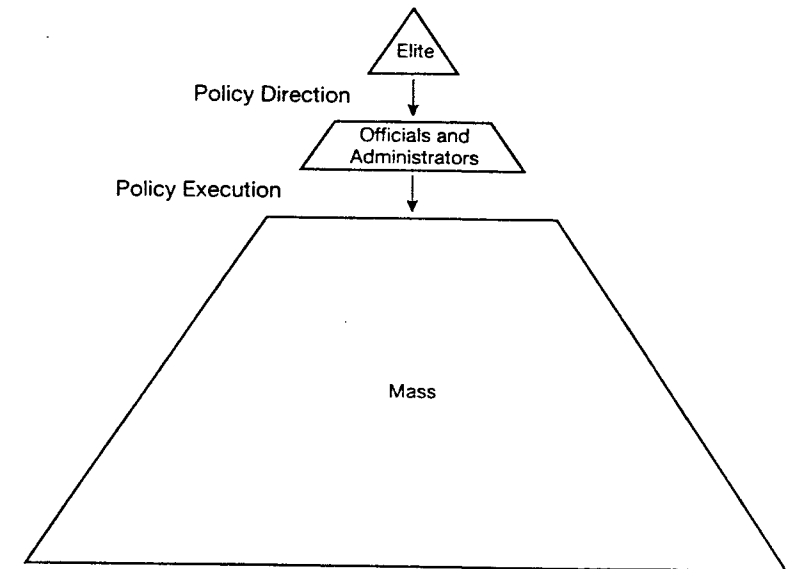 Elite
Policy Direction
Officials and
Administrators
Policy Execution
Mass